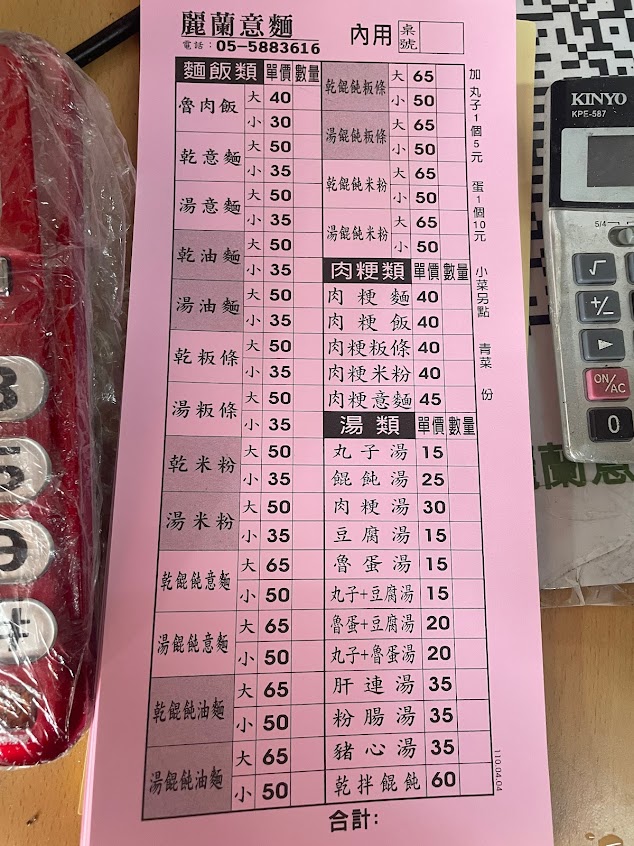 麗蘭意麵
電話：05-5883616
內用 桌號
麵飯類 單價 數量
魯肉飯 大 40
小 30
乾意麵 大 50
小 35
湯意麵 大 50
小 35
乾油麵 大 50
小 35
湯油麵 大 50
小 35
乾粄條 大 50
小 35
湯粄條 大 50
小 35
乾米粉 大 50
小 35
湯米粉 大 50
小 35
乾餛飩意麵 大 65
小 50
湯餛飩意麵 大 65
小 50
乾餛飩油麵 大 65
小 50
湯餛飩油麵 大 65
小 50
乾餛飩粄條 大 65
小 50
湯餛飩粄條 大 65
小 50
乾餛飩米粉 大 65
小 50
湯餛飩米粉 大 65
小 50
肉粳類 單價 數量
肉粳麵 40
肉粳飯 40
肉粳粄條 40
肉粳米粉 40
肉粳意麵 45
湯類 單價 數量
丸子湯 15
餛飩湯 25
肉粳湯 30
豆腐湯 15
魯蛋湯 15
丸子+豆腐湯 15
魯蛋+豆腐湯 20
丸子+魯蛋湯 20
肝連湯 35
粉腸湯 35
豬心湯 35
乾拌餛飩 60
合計：
加丸子1個5元 蛋1個10元 小菜另點 青菜 份
110.04.04
KINYO
KPE-587
5/4
√
+/-
▶
ON/AC
0
3
6
9
#
蘭意